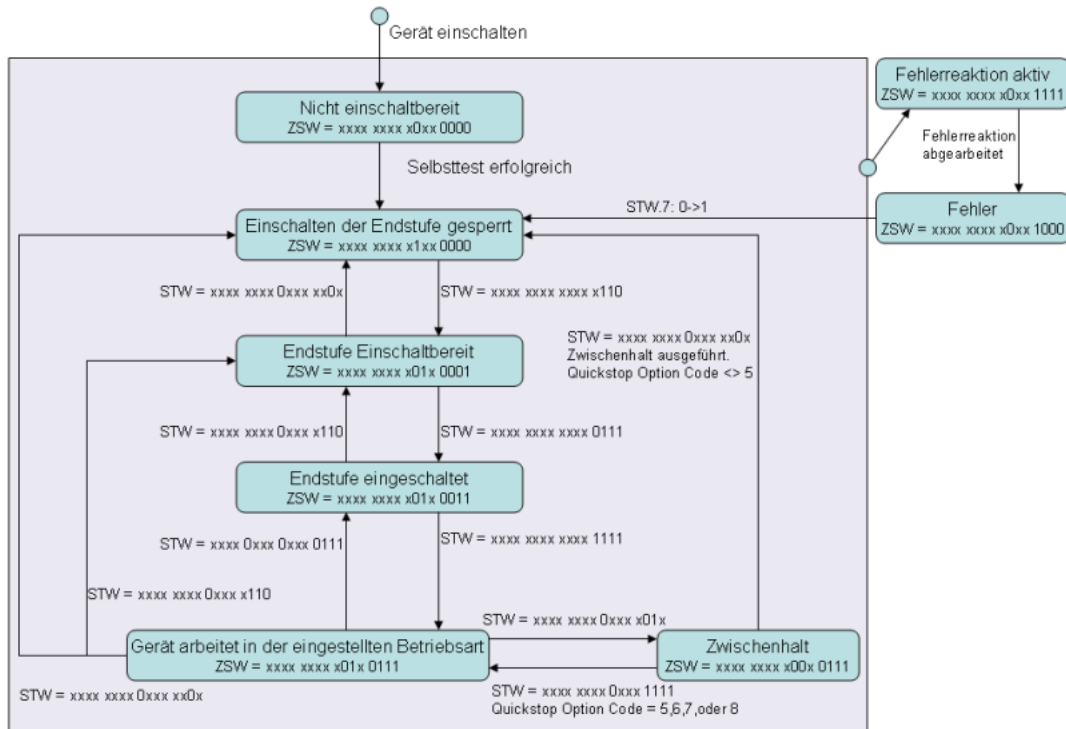 Gerät einschalten
Nicht einschaltbereit
ZSW = xxxx xxxx x0xx 0000
Selbsttest erfolgreich
Fehlerreaktion aktiv
ZSW = xxxx xxxx x0xx 1111
Fehlerreaktion
abgearbeitet
STW.7: 0->1
Fehler
ZSW = xxxx xxxx x0xx 1000
Einschalten der Endstufe gesperrt
ZSW = xxxx xxxx x1xx 0000
STW = xxxx xxxx 0xxx xx0x
STW = xxxx xxxx xxxx x110
STW = xxxx xxxx 0xxx xx0x
Zwischenhalt ausgeführt.
Quickstop Option Code <> 5
Endstufe Einschaltbereit
ZSW = xxxx xxxx x01x 0001
STW = xxxx xxxx 0xxx x110
STW = xxxx xxxx xxxx 0111
Endstufe eingeschaltet
ZSW = xxxx xxxx x01x 0011
STW = xxxx 0xxx 0xxx 0111
STW = xxxx xxxx xxxx 1111
STW = xxxx xxxx 0xxx x110
STW = xxxx xxxx 0xxx x01x
Gerät arbeitet in der eingestellten Betriebsart
ZSW = xxxx xxxx x01x 0111
Zwischenhalt
ZSW = xxxx xxxx x00x 0111
STW = xxxx xxxx 0xxx xx0x
STW = xxxx xxxx 0xxx 1111
Quickstop Option Code = 5,6,7,oder 8